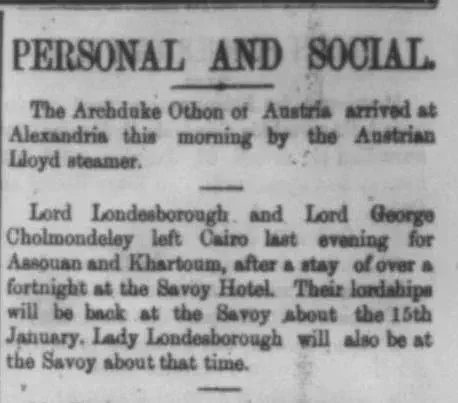 PERSONAL AND SOCIAL.
The Archduke Othon of Austria arrived at
Alexandria this morning by the Austrian
Lloyd steamer.
Lord Londesborough and Lord George
Cholmondeley left Cairo last evening for
Assouan and Khartoum, after a stay of over a
fortnight at the Savoy Hotel. Their lordships
will be back at the Savoy about the 15th
January. Lady Londesborough will also be at
the Savoy about that time.